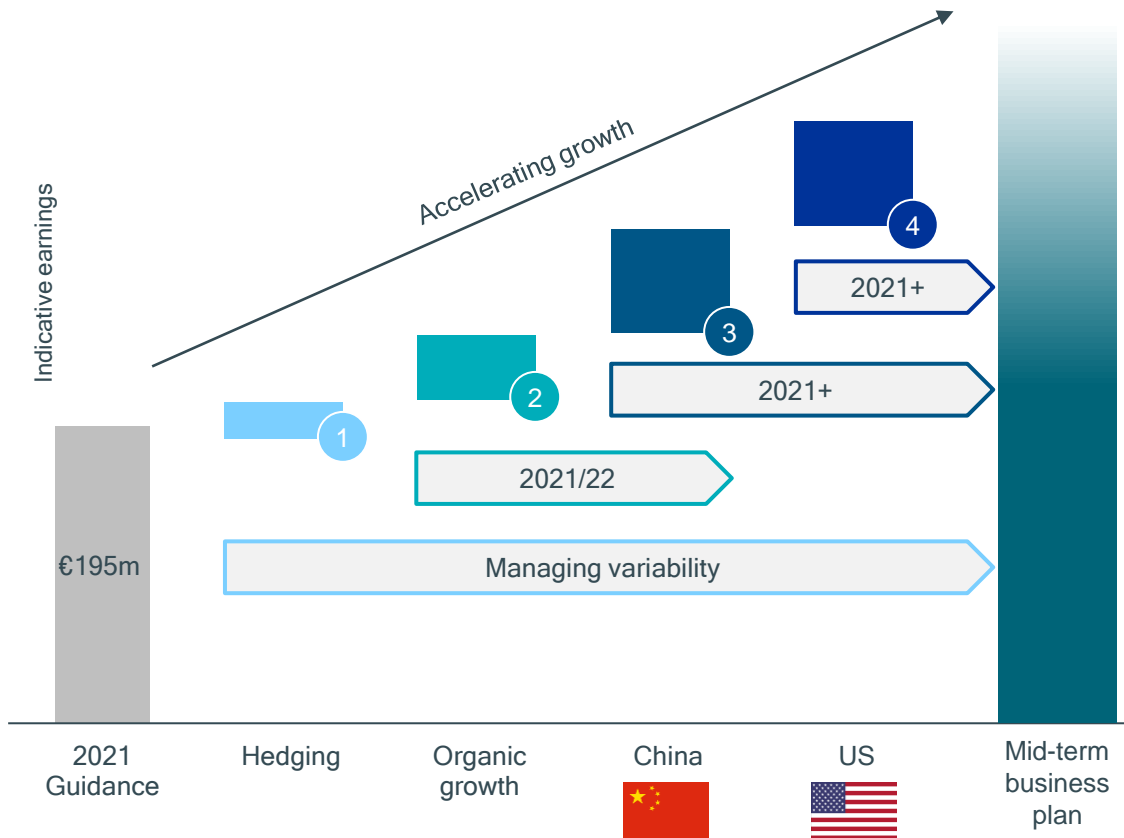 Accelerating growth
Indicative earnings
4
2021+
3
2021+
2
1
2021/22
€195m
Managing variability
2021
Guidance
Hedging
Organic
growth
China
US
Mid-term
business
plan